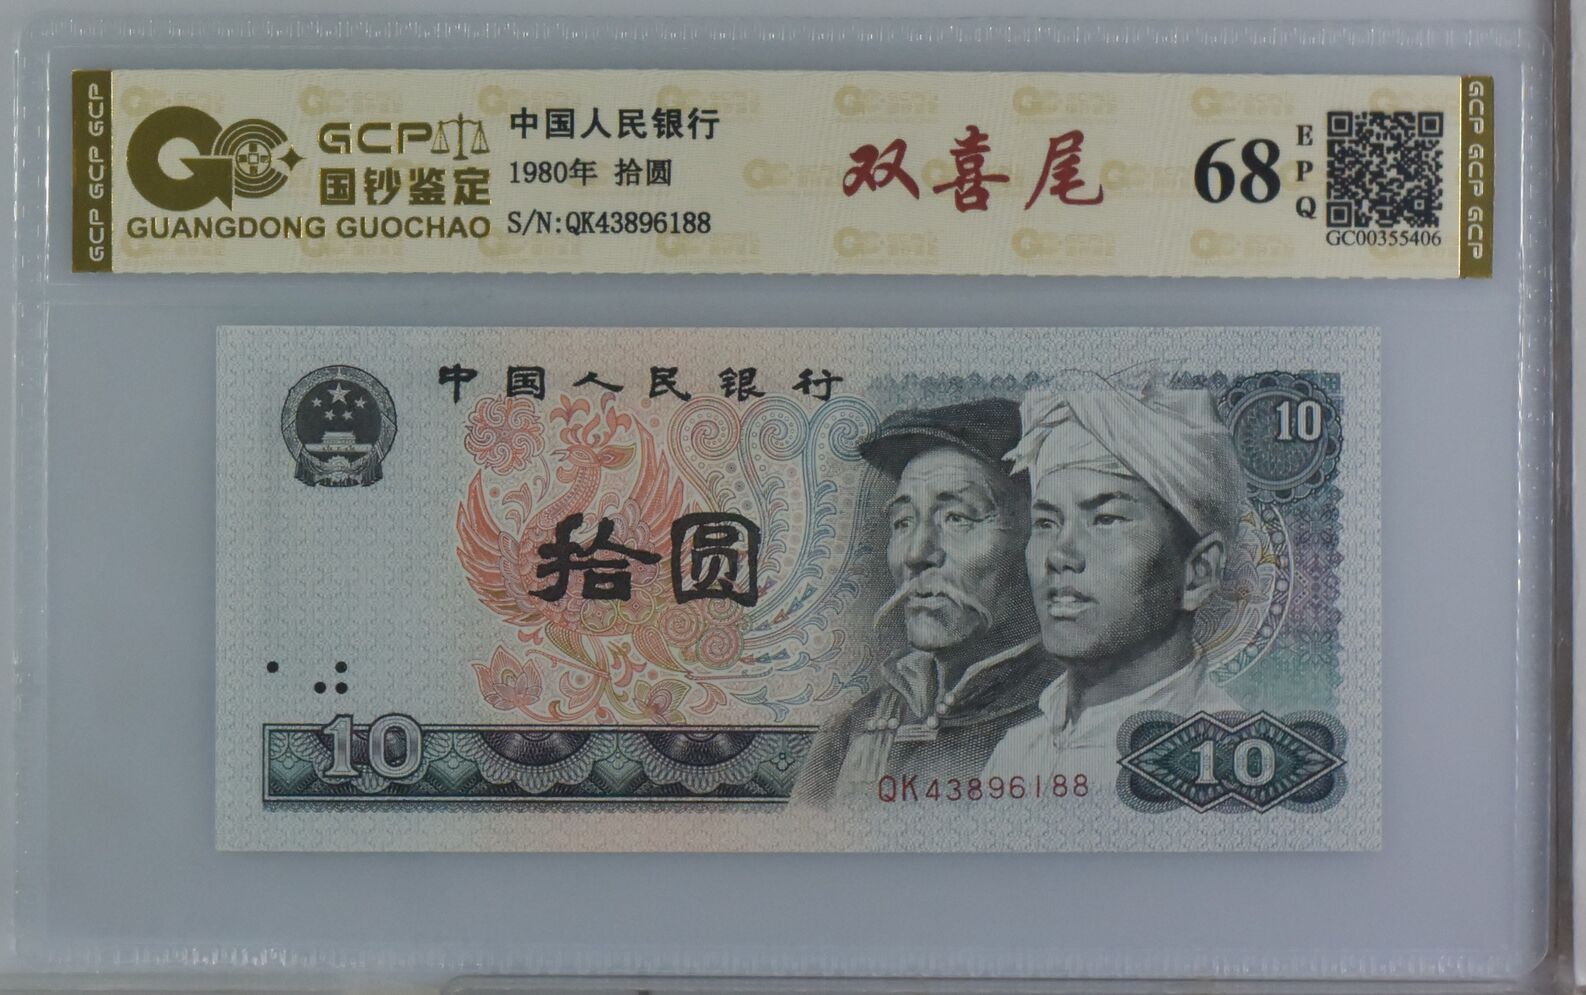 GCP GCP GCP
GCP
国钞鉴定
GUANGDONG GUOCHAO
中国人民银行
1980年 拾圆
S/N:QK43896188
双喜尾
68
EPQ
GC00355406
GCP GCP GCP
中国人民银行
10
拾圆
10
QK43896188
10